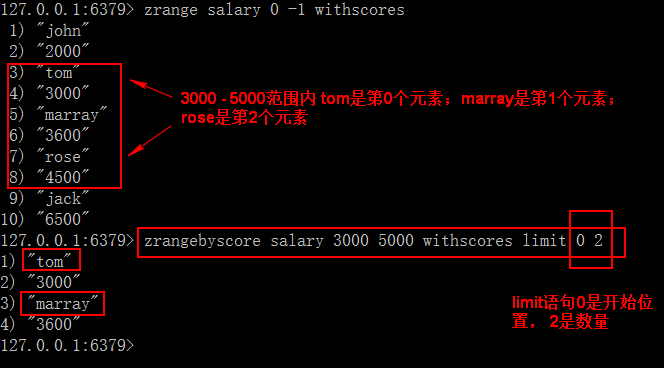 127.0.0.1:6379> zrange salary 0 -1 withscores
1) "john"
2) "2000"
3) "tom"
4) "3000"
5) "marray"
6) "3600"
7) "rose"
8) "4500"
9) "jack"
10) "6500"
3000 - 5000范围内 tom是第0个元素；marray是第1个元素；
rose是第2个元素
127.0.0.1:6379> zrangebyscore salary 3000 5000 withscores limit 0 2
1) "tom"
2) "3000"
3) "marray"
4) "3600"
127.0.0.1:6379>
limit语句0是开始位
置， 2是数量